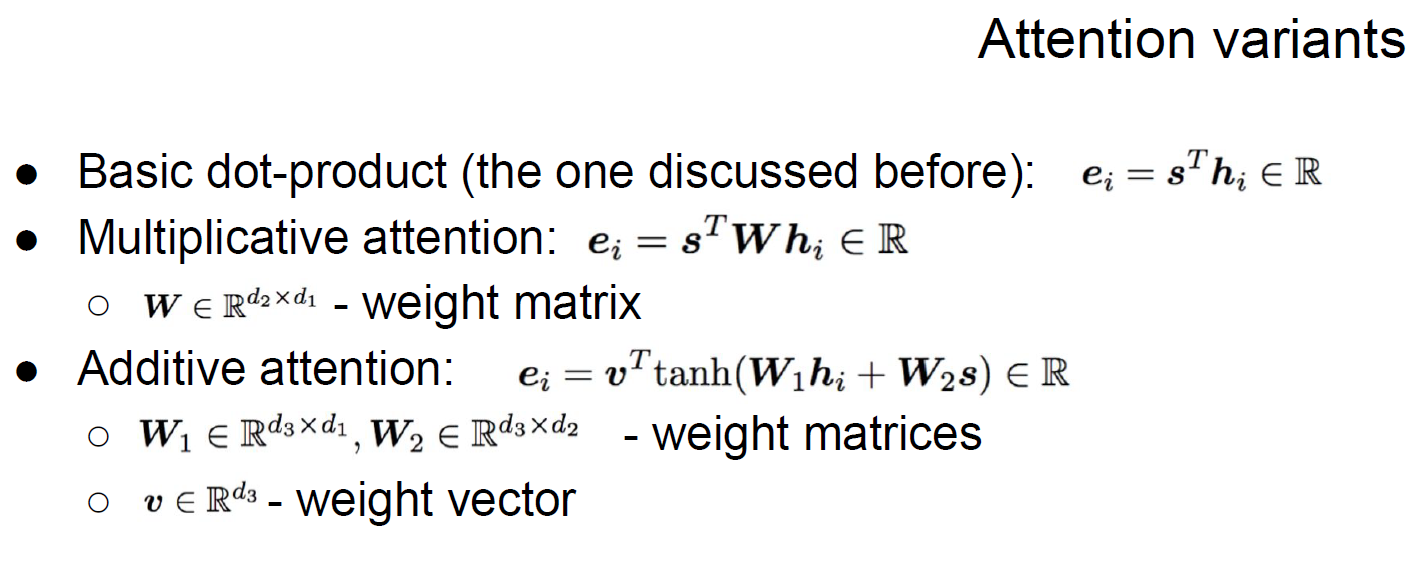 Attention variants
● Basic dot-product (the one discussed before): $\boldsymbol{e}_i = \boldsymbol{s}^T \boldsymbol{h}_i \in \mathbb{R}$
● Multiplicative attention: $\boldsymbol{e}_i = \boldsymbol{s}^T \boldsymbol{W} \boldsymbol{h}_i \in \mathbb{R}$
○ $\boldsymbol{W} \in \mathbb{R}^{d_2 \times d_1}$ - weight matrix
● Additive attention: $\boldsymbol{e}_i = \boldsymbol{v}^T \tanh(\boldsymbol{W}_1 \boldsymbol{h}_i + \boldsymbol{W}_2 \boldsymbol{s}) \in \mathbb{R}$
○ $\boldsymbol{W}_1 \in \mathbb{R}^{d_3 \times d_1}, \boldsymbol{W}_2 \in \mathbb{R}^{d_3 \times d_2}$ - weight matrices
○ $\boldsymbol{v} \in \mathbb{R}^{d_3}$ - weight vector